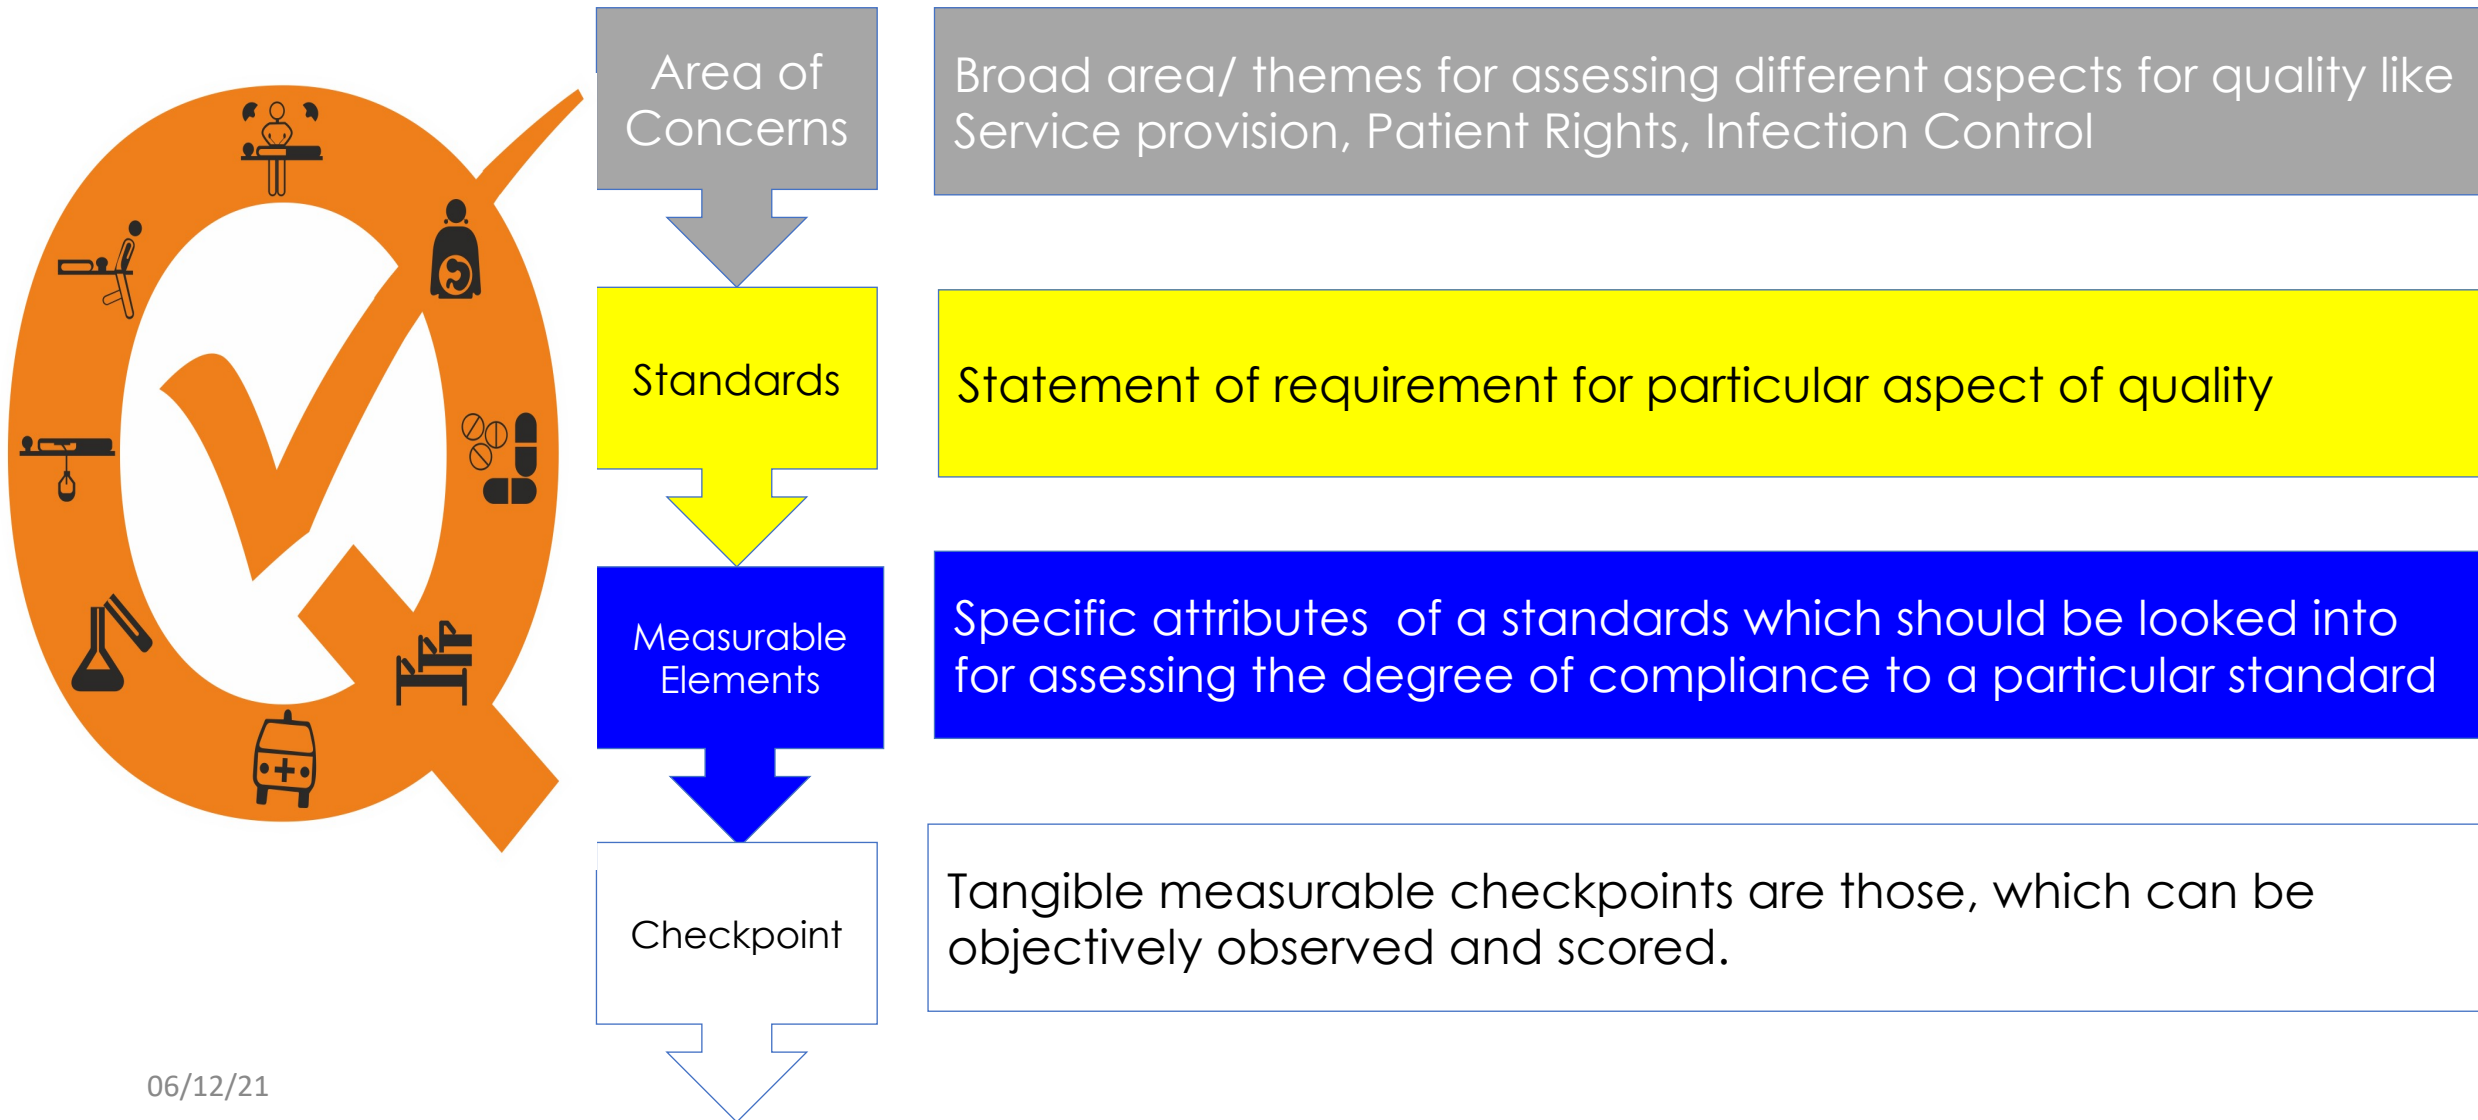 Area of
Concerns
Broad area/ themes for assessing different aspects for quality like
Service provision, Patient Rights, Infection Control
Standards
Statement of requirement for particular aspect of quality
Measurable
Elements
Specific attributes of a standards which should be looked into
for assessing the degree of compliance to a particular standard
Checkpoint
Tangible measurable checkpoints are those, which can be
objectively observed and scored.
06/12/21